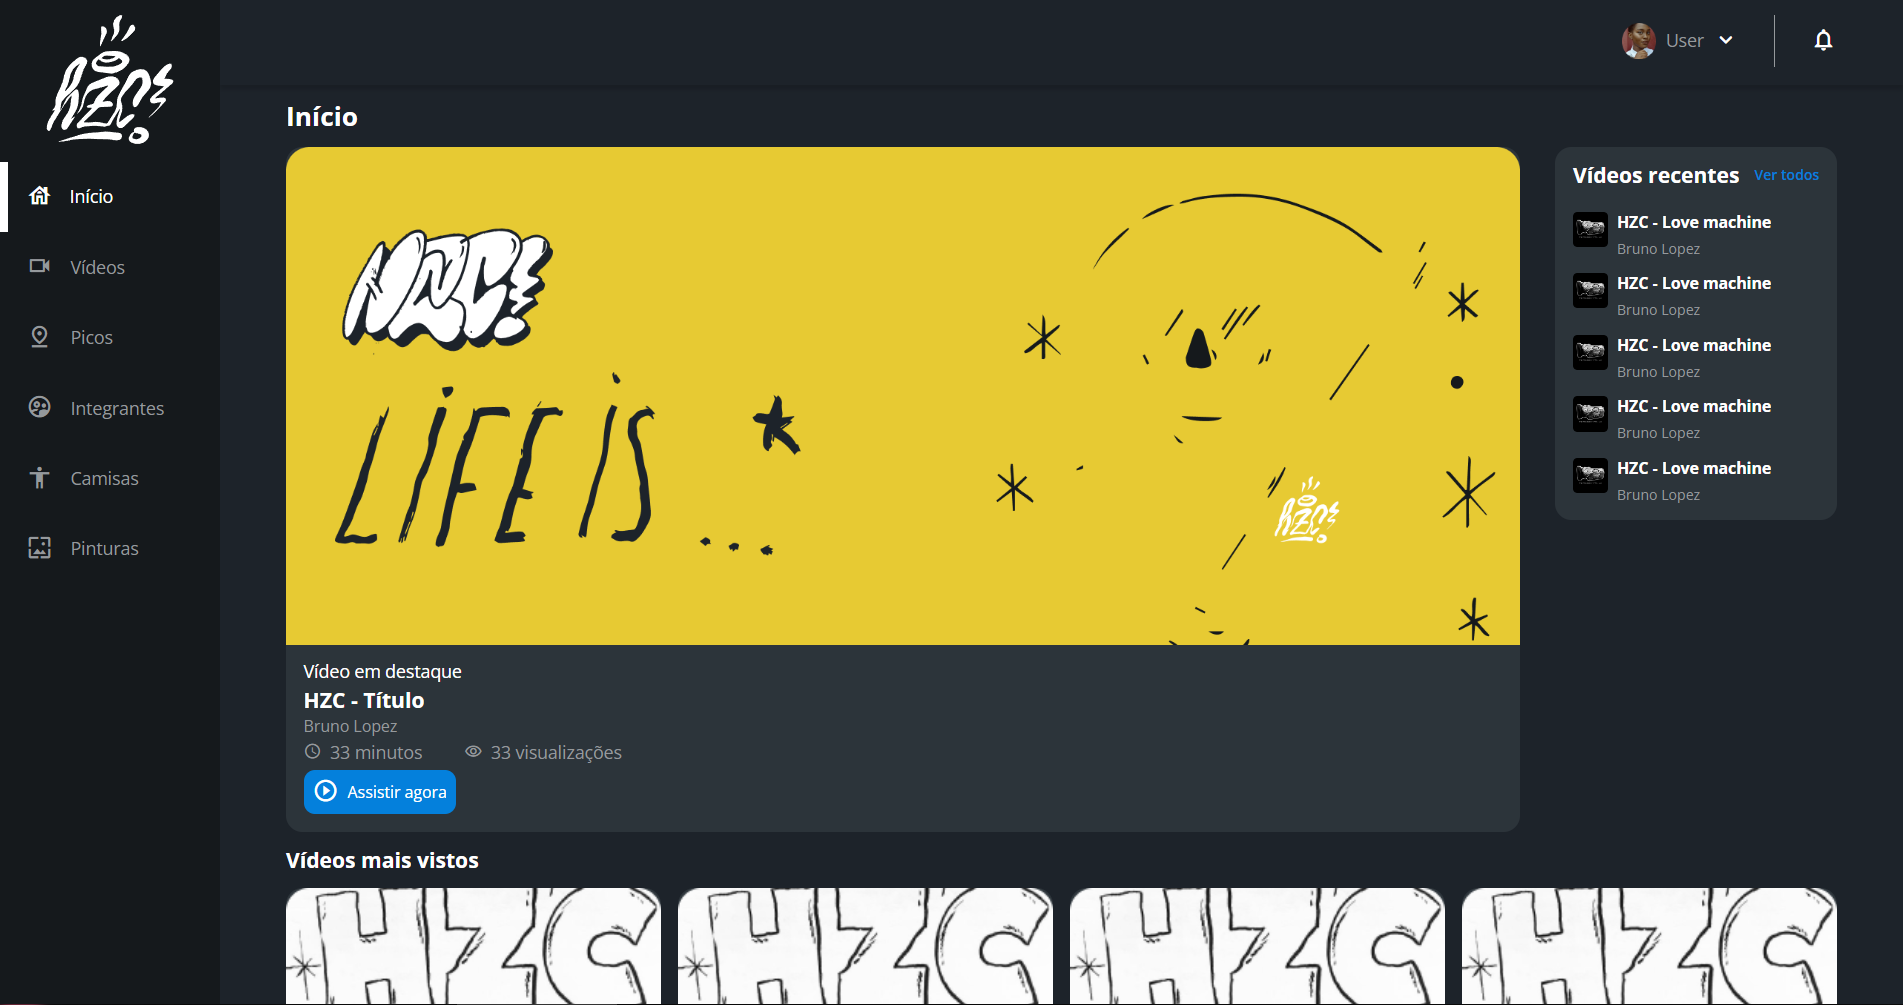 hZC!
User
Início
Início
Vídeos
Picos
Integrantes
Camisas
Pinturas
HZC!
LIFE IS ...
hZC!
Vídeos recentes Ver todos
HZC - Love machine
Bruno Lopez
HZC - Love machine
Bruno Lopez
HZC - Love machine
Bruno Lopez
HZC - Love machine
Bruno Lopez
HZC - Love machine
Bruno Lopez
Vídeo em destaque
HZC - Título
Bruno Lopez
33 minutos 33 visualizações
Assistir agora
Vídeos mais vistos
HZC HZC HZC HZC